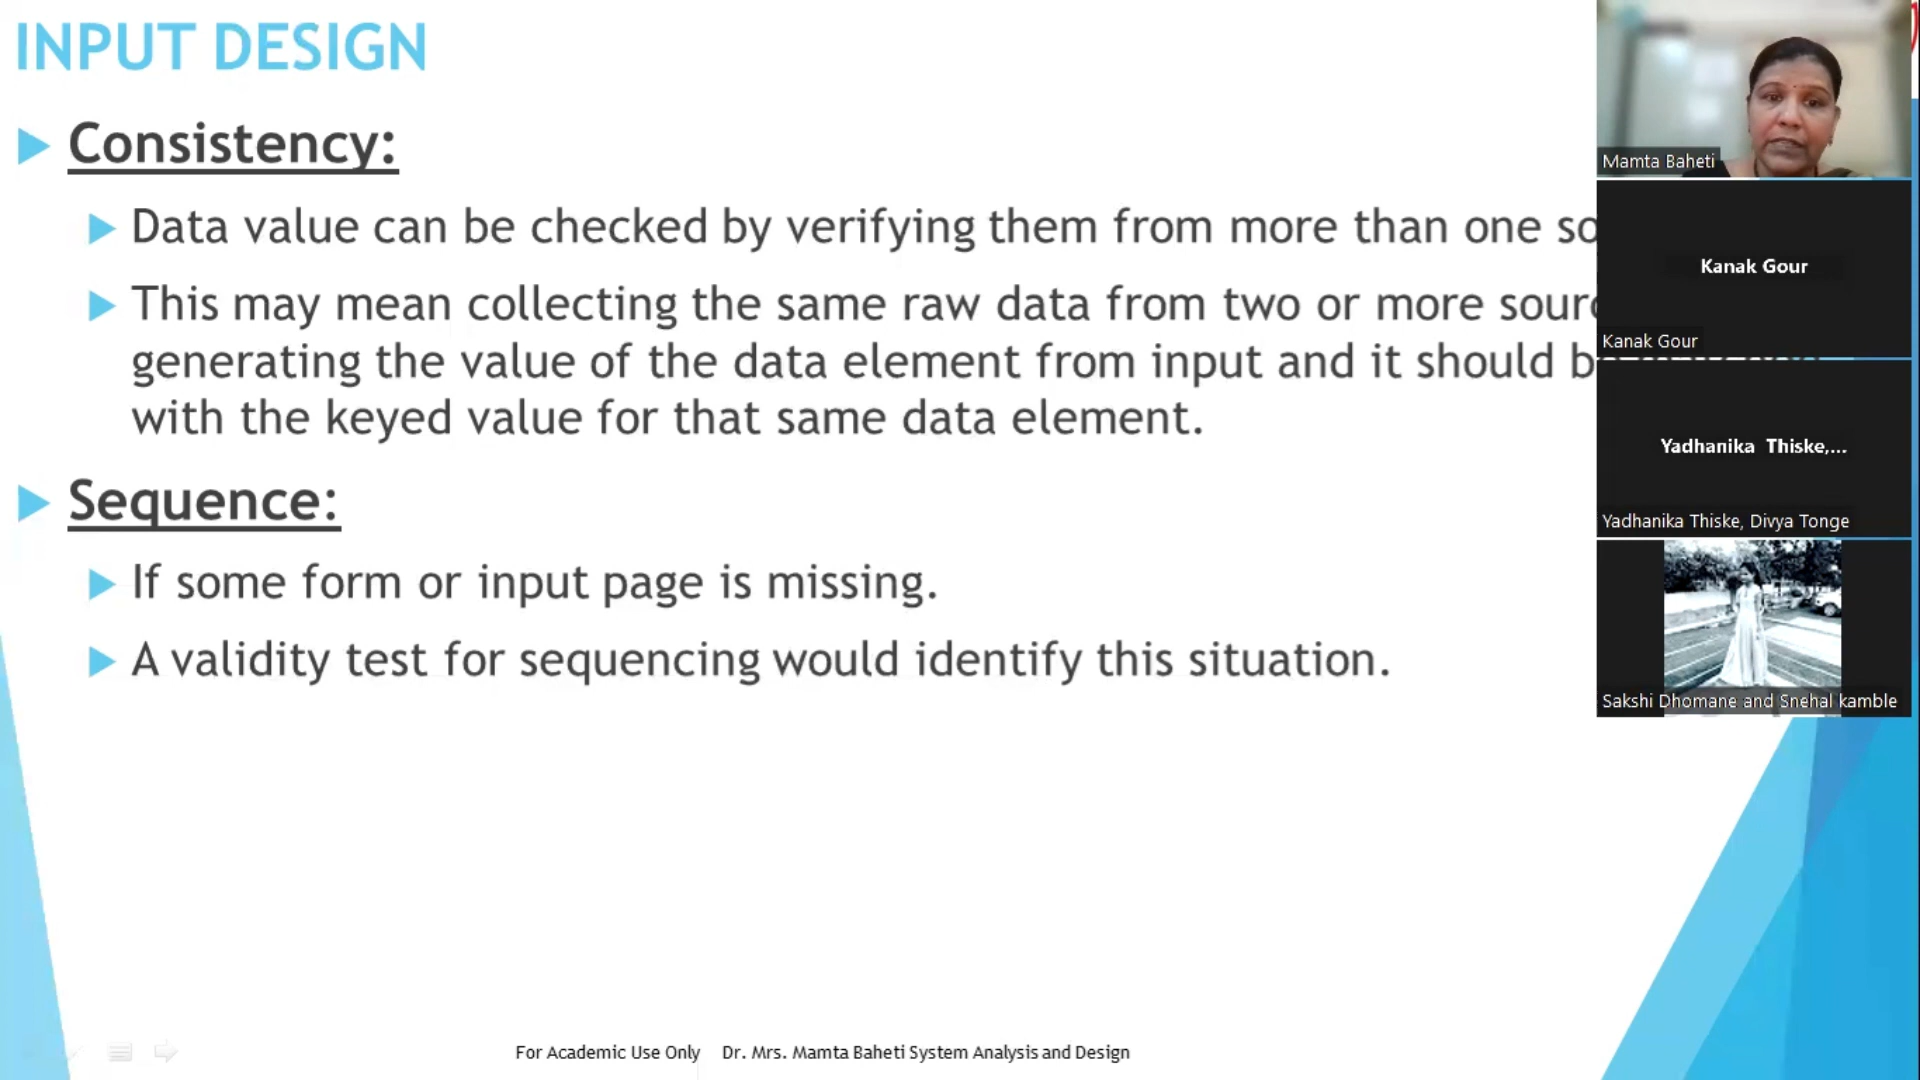 INPUT DESIGN
Consistency:
Data value can be checked by verifying them from more than one
This may mean collecting the same raw data from two or more
generating the value of the data element from input and it should
with the keyed value for that same data element.
Sequence:
If some form or input page is missing.
A validity test for sequencing would identify this situation.
For Academic Use Only Dr. Mrs. Mamta Baheti System Analysis and Design
Mamta Baheti
Kanak Gour
Kanak Gour
Yadhanika Thiske,...
Yadhanika Thiske, Divya Tonge
Sakshi Dhomane and Snehal kamble